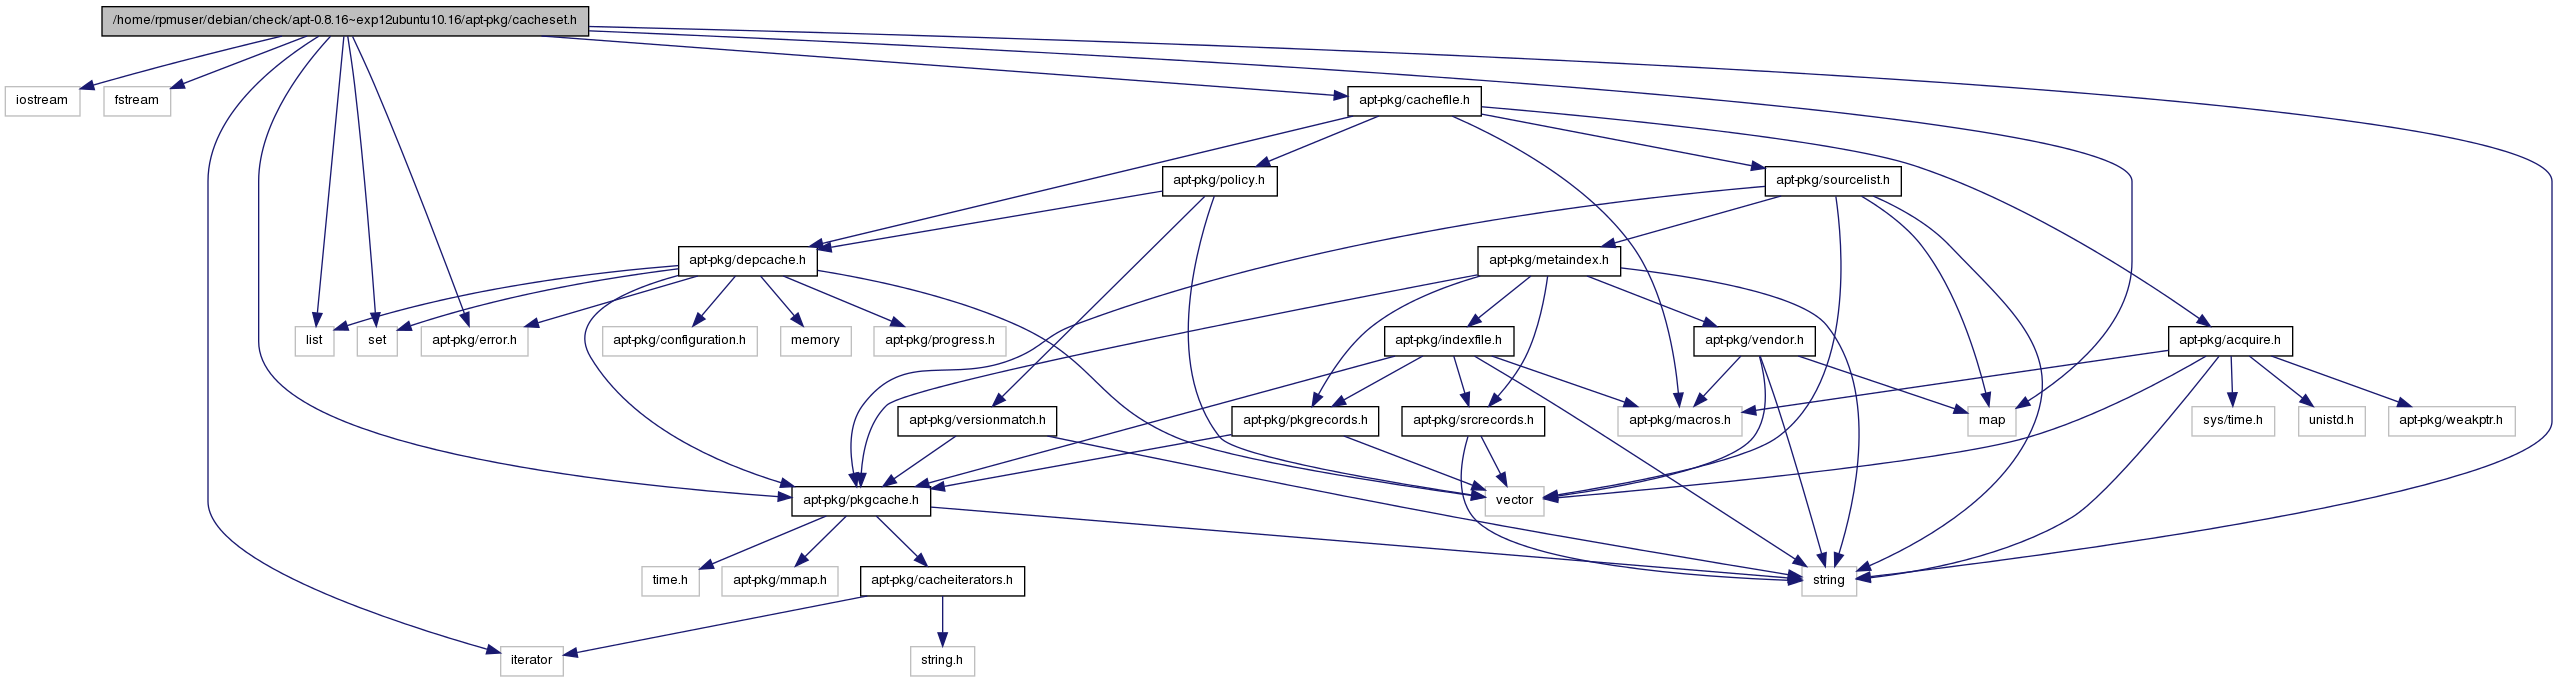 /home/rpmuser/debian/check/apt-0.8.16~exp12ubuntu10.16/apt-pkg/cacheset.h
iostream
fstream
apt-pkg/cachefile.h
apt-pkg/policy.h
apt-pkg/sourcelist.h
apt-pkg/depcache.h
apt-pkg/metaindex.h
list
set
apt-pkg/error.h
apt-pkg/configuration.h
memory
apt-pkg/progress.h
apt-pkg/indexfile.h
apt-pkg/vendor.h
apt-pkg/acquire.h
apt-pkg/versionmatch.h
apt-pkg/pkgrecords.h
apt-pkg/srcrecords.h
apt-pkg/macros.h
map
sys/time.h
unistd.h
apt-pkg/weakptr.h
apt-pkg/pkgcache.h
vector
time.h
apt-pkg/mmap.h
apt-pkg/cacheiterators.h
string
iterator
string.h